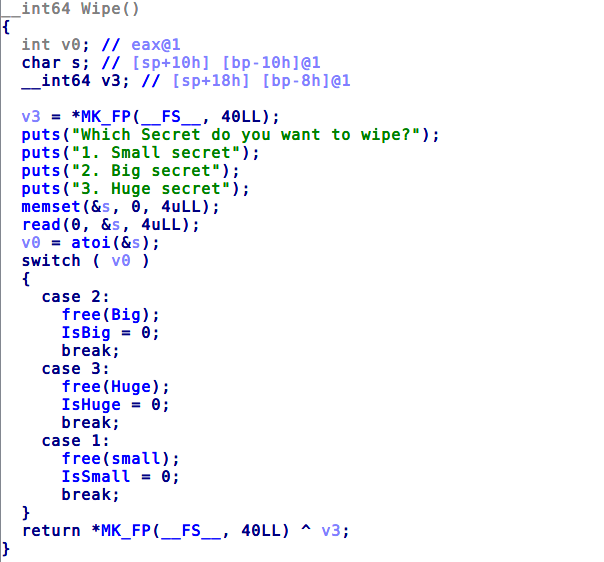 __int64 Wipe()
{
  int v0; // eax@1
  char s; // [sp+10h] [bp-10h]@1
  __int64 v3; // [sp+18h] [bp-8h]@1

  v3 = *MK_FP(__FS__, 40LL);
  puts("Which Secret do you want to wipe?");
  puts("1. Small secret");
  puts("2. Big secret");
  puts("3. Huge secret");
  memset(&s, 0, 4uLL);
  read(0, &s, 4uLL);
  v0 = atoi(&s);
  switch ( v0 )
  {
    case 2:
      free(Big);
      IsBig = 0;
      break;
    case 3:
      free(Huge);
      IsHuge = 0;
      break;
    case 1:
      free(small);
      IsSmall = 0;
      break;
  }
  return *MK_FP(__FS__, 40LL) ^ v3;
}